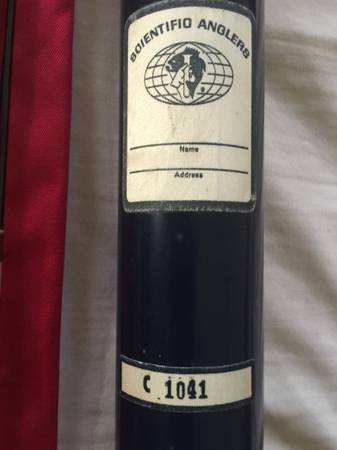 SCIENTIFIC ANGLERS
®
Name
Address
C 1041